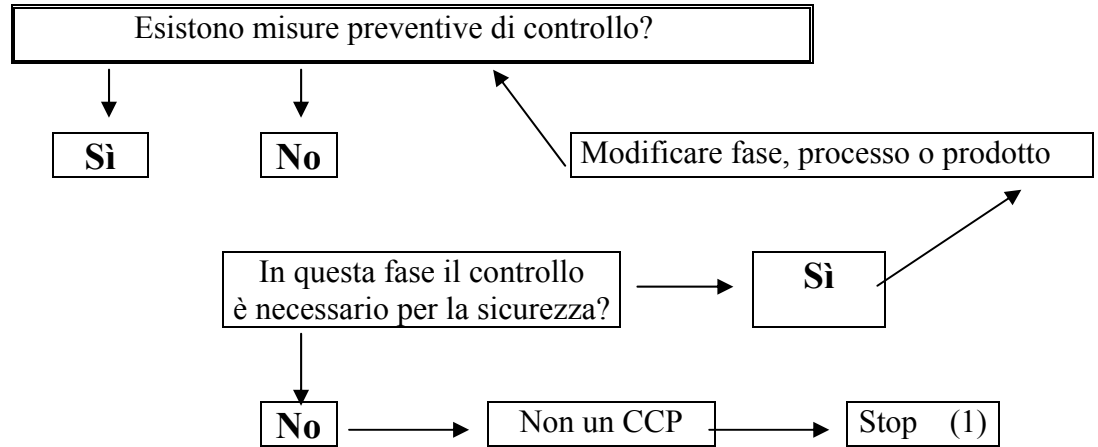 Esistono misure preventive di controllo?
Sì
No
Modificare fase, processo o prodotto
In questa fase il controllo
è necessario per la sicurezza?
Sì
No
Non un CCP
Stop (1)